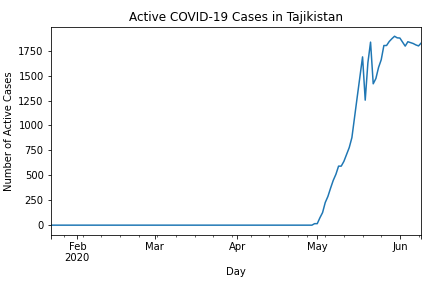 Active COVID-19 Cases in Tajikistan
Number of Active Cases
1750
1500
1250
1000
750
500
250
0
Feb Mar Apr May Jun
2020
Day